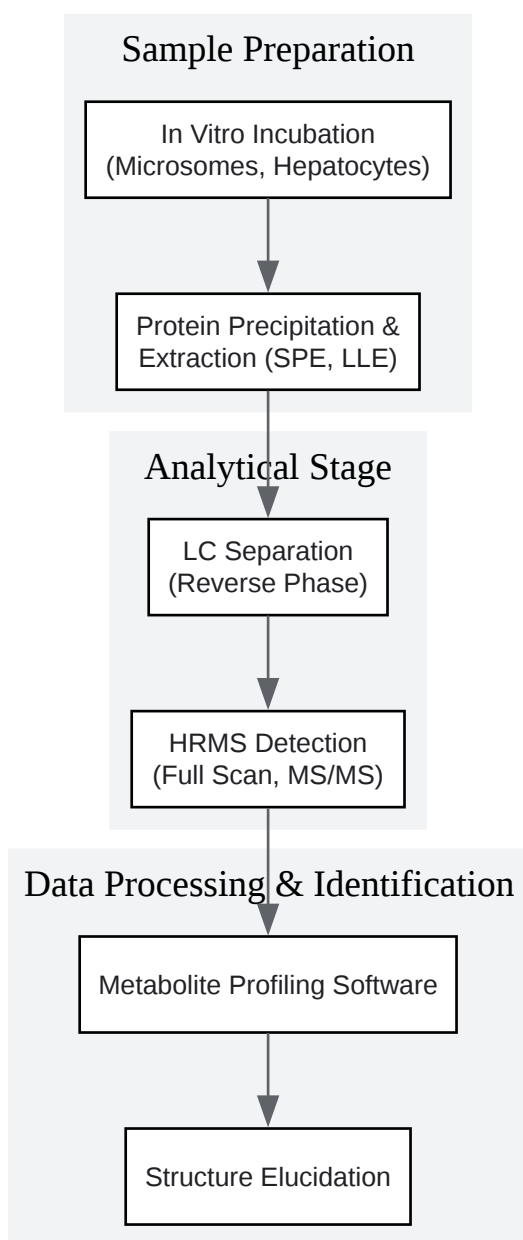 Sample Preparation
In Vitro Incubation
(Microsomes, Hepatocytes)
Protein Precipitation &
Extraction (SPE, LLE)
Analytical Stage
LC Separation
(Reverse Phase)
HRMS Detection
(Full Scan, MS/MS)
Data Processing & Identification
Metabolite Profiling Software
Structure Elucidation